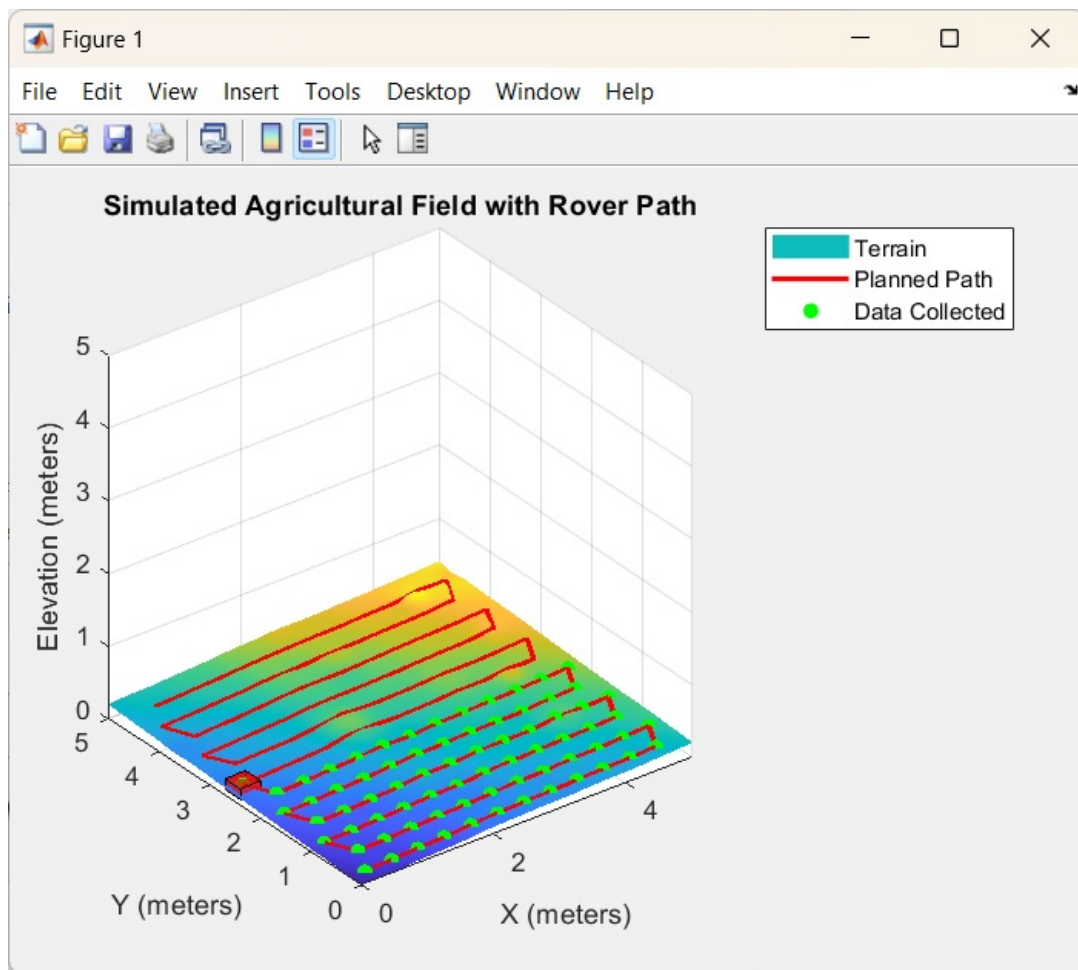 Figure 1
File Edit View Insert Tools Desktop Window Help
Simulated Agricultural Field with Rover Path
Terrain
Planned Path
Data Collected
5
4
3
2
1
0
Elevation (meters)
5
4
3
2
1
0
Y (meters)
0
2
4
X (meters)